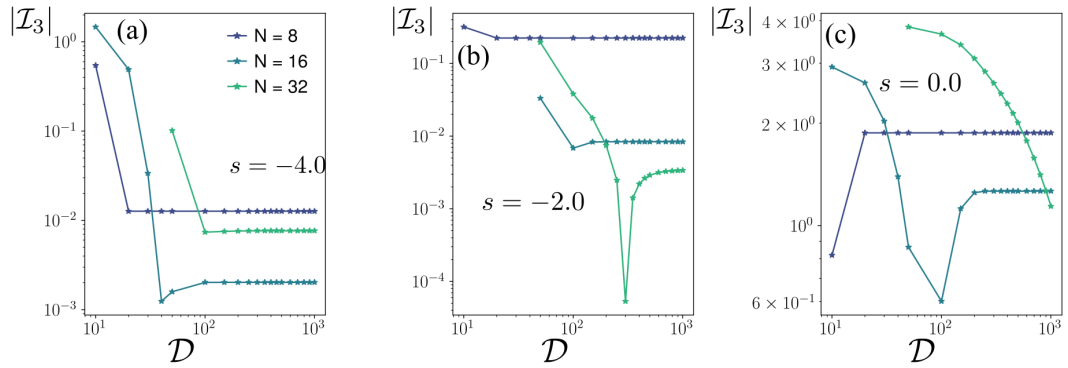 |𝓘₃| (a) N = 8
N = 16
N = 32
s = −4.0
10⁰
10⁻¹
10⁻²
10⁻³
10¹ 10² 10³
𝒟
|𝓘₃| (b)
s = −2.0
10⁻¹
10⁻²
10⁻³
10⁻⁴
10¹ 10² 10³
𝒟
|𝓘₃| (c)
s = 0.0
4 × 10⁰
3 × 10⁰
2 × 10⁰
10⁰
6 × 10⁻¹
10¹ 10² 10³
𝒟